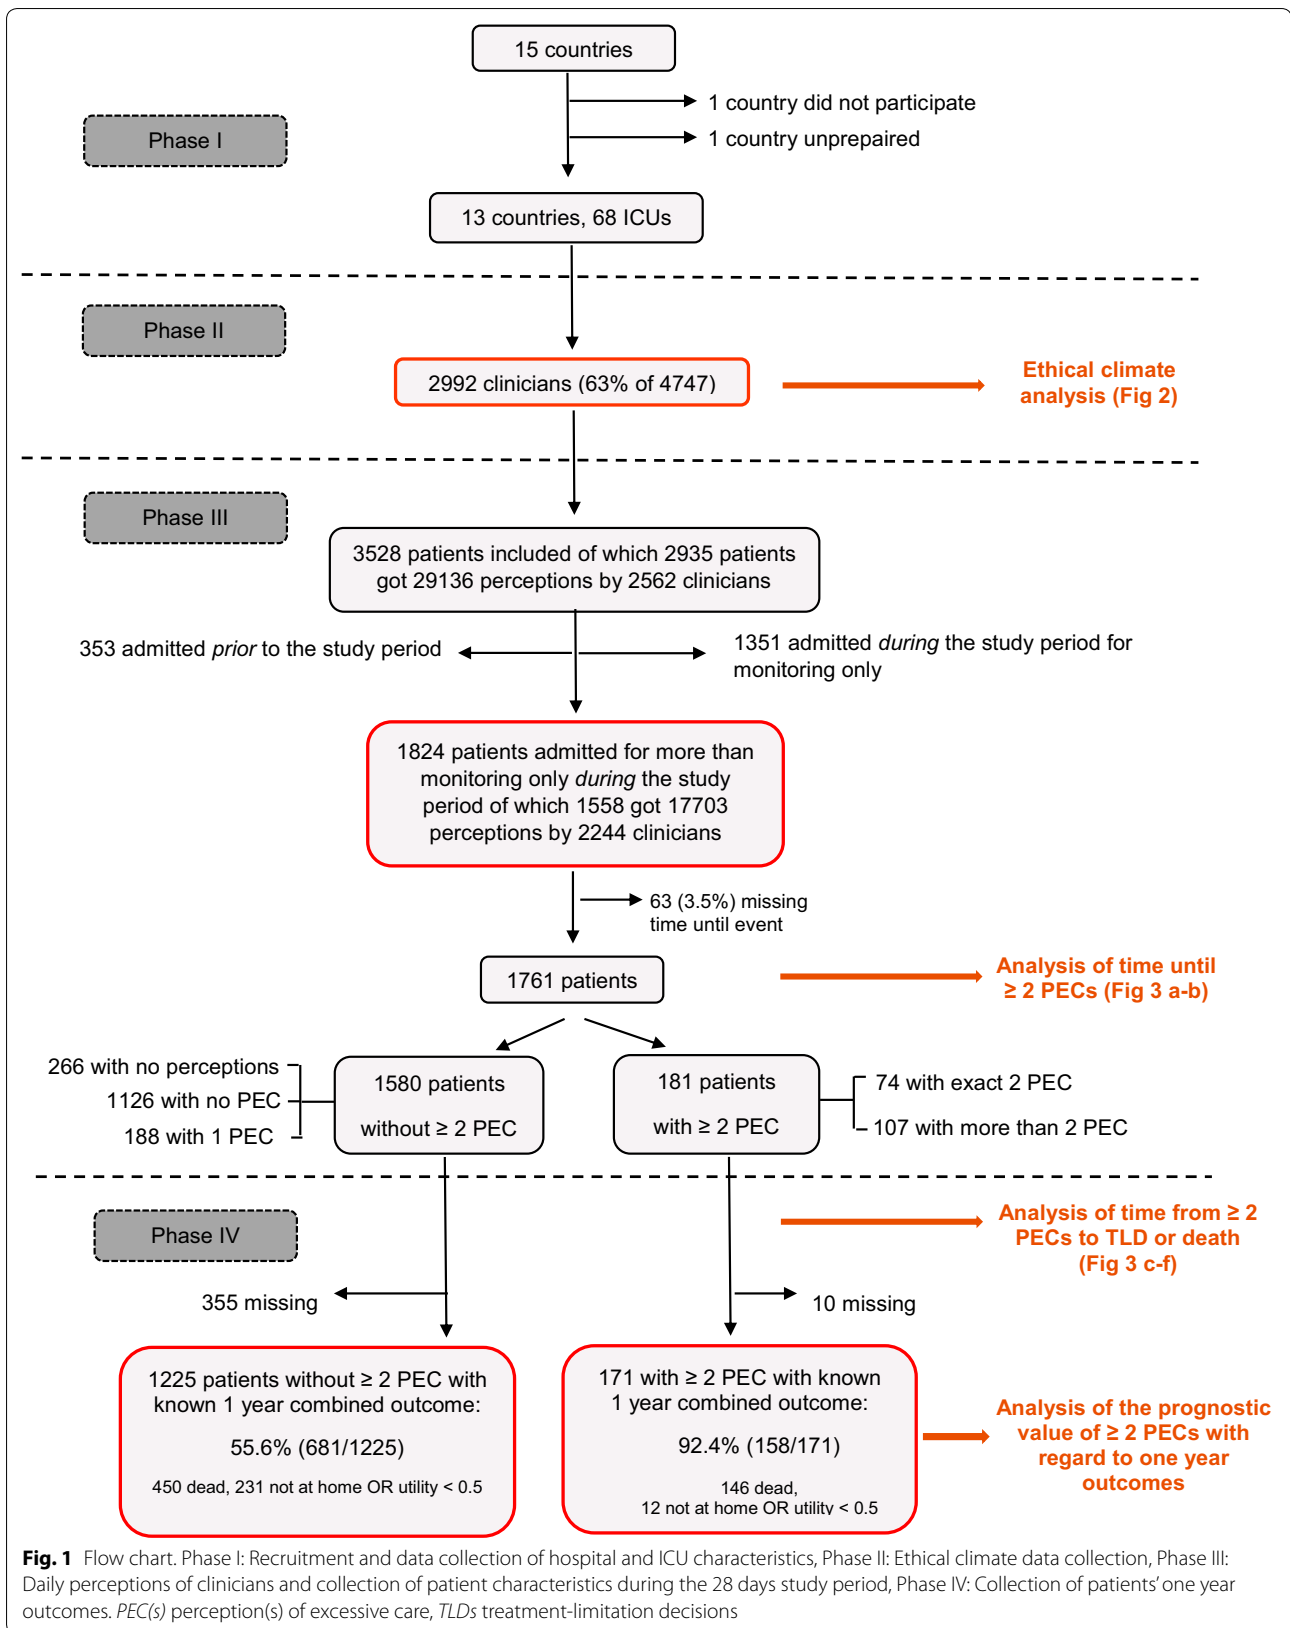 15 countries
1 country did not participate
1 country unprepaired
Phase I
13 countries, 68 ICUs
Phase II
2992 clinicians (63% of 4747)
Ethical climate
analysis (Fig 2)
Phase III
3528 patients included of which 2935 patients
got 29136 perceptions by 2562 clinicians
353 admitted prior to the study period
1351 admitted during the study period for
monitoring only
1824 patients admitted for more than
monitoring only during the study
period of which 1558 got 17703
perceptions by 2244 clinicians
63 (3.5%) missing
time until event
1761 patients
Analysis of time until
≥ 2 PECs (Fig 3 a-b)
266 with no perceptions
1126 with no PEC
188 with 1 PEC
1580 patients
without ≥ 2 PEC
181 patients
with ≥ 2 PEC
74 with exact 2 PEC
107 with more than 2 PEC
Phase IV
Analysis of time from ≥ 2
PECs to TLD or death
(Fig 3 c-f)
355 missing
10 missing
1225 patients without ≥ 2 PEC with
known 1 year combined outcome:
55.6% (681/1225)
450 dead, 231 not at home OR utility < 0.5
171 with ≥ 2 PEC with known
1 year combined outcome:
92.4% (158/171)
146 dead,
12 not at home OR utility < 0.5
Analysis of the prognostic
value of ≥ 2 PECs with
regard to one year
outcomes
Fig. 1 Flow chart. Phase I: Recruitment and data collection of hospital and ICU characteristics, Phase II: Ethical climate data collection, Phase III:
Daily perceptions of clinicians and collection of patient characteristics during the 28 days study period, Phase IV: Collection of patients' one year
outcomes. PEC(s) perception(s) of excessive care, TLDs treatment-limitation decisions